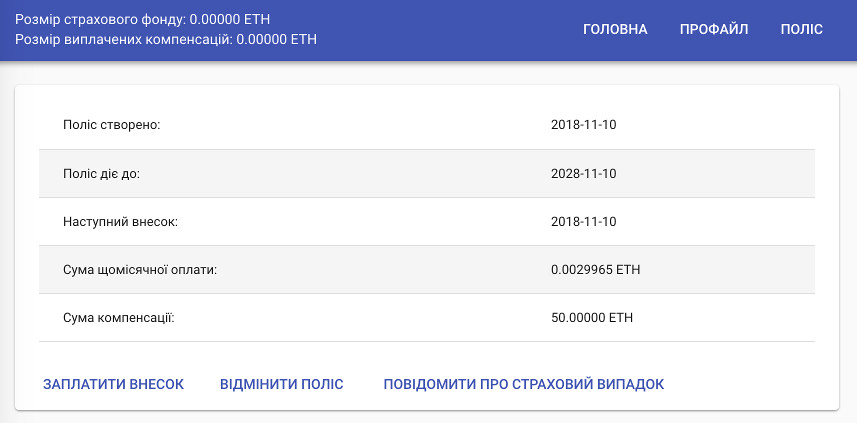 Розмір страхового фонду: 0.00000 ETH
Розмір виплачених компенсацій: 0.00000 ETH
ГОЛОВНА ПРОФАЙЛ ПОЛІС
Поліс створено: 2018-11-10
Поліс діє до: 2028-11-10
Наступний внесок: 2018-11-10
Сума щомісячної оплати: 0.0029965 ETH
Сума компенсації: 50.00000 ETH
ЗАПЛАТИТИ ВНЕСОК ВІДМІНИТИ ПОЛІС ПОВІДОМИТИ ПРО СТРАХОВИЙ ВИПАДОК